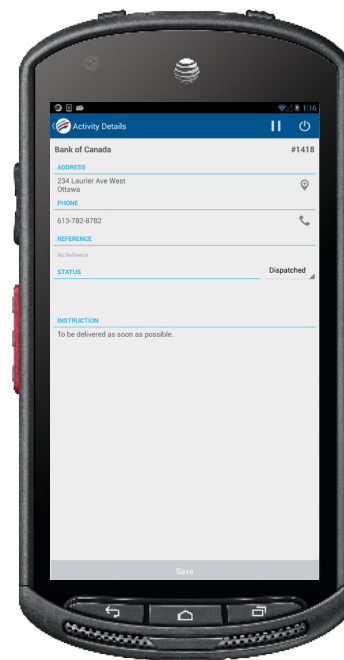 1:16
Activity Details
Bank of Canada #1418
ADDRESS
234 Laurier Ave West
Ottawa
PHONE
613-782-8782
REFERENCE
No Reference
STATUS Dispatched
INSTRUCTION
To be delivered as soon as possible.
Save